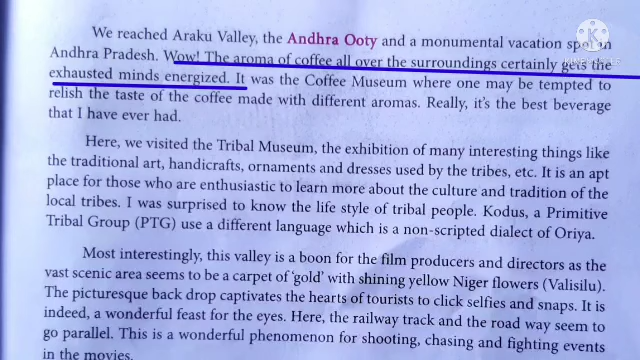 We reached Araku Valley, the Andhra Ooty and a monumental vacation spot in
Andhra Pradesh. Wow! The aroma of coffee all over the surroundings certainly gets the
exhausted minds energized. It was the Coffee Museum where one may be tempted to
relish the taste of the coffee made with different aromas. Really, it's the best beverage
that I have ever had.
Here, we visited the Tribal Museum, the exhibition of many interesting things like
the traditional art, handicrafts, ornaments and dresses used by the tribes, etc. It is an apt
place for those who are enthusiastic to learn more about the culture and tradition of the
local tribes. I was surprised to know the life style of tribal people. Kodus, a Primitive
Tribal Group (PTG) use a different language which is a non-scripted dialect of Oriya.
Most interestingly, this valley is a boon for the film producers and directors as the
vast scenic area seems to be a carpet of 'gold' with shining yellow Niger flowers (Valisilu).
The picturesque back drop captivates the hearts of tourists to click selfies and snaps. It is
indeed, a wonderful feast for the eyes. Here, the railway track and the road way seem to
go parallel. This is a wonderful phenomenon for shooting, chasing and fighting events
in the movies.